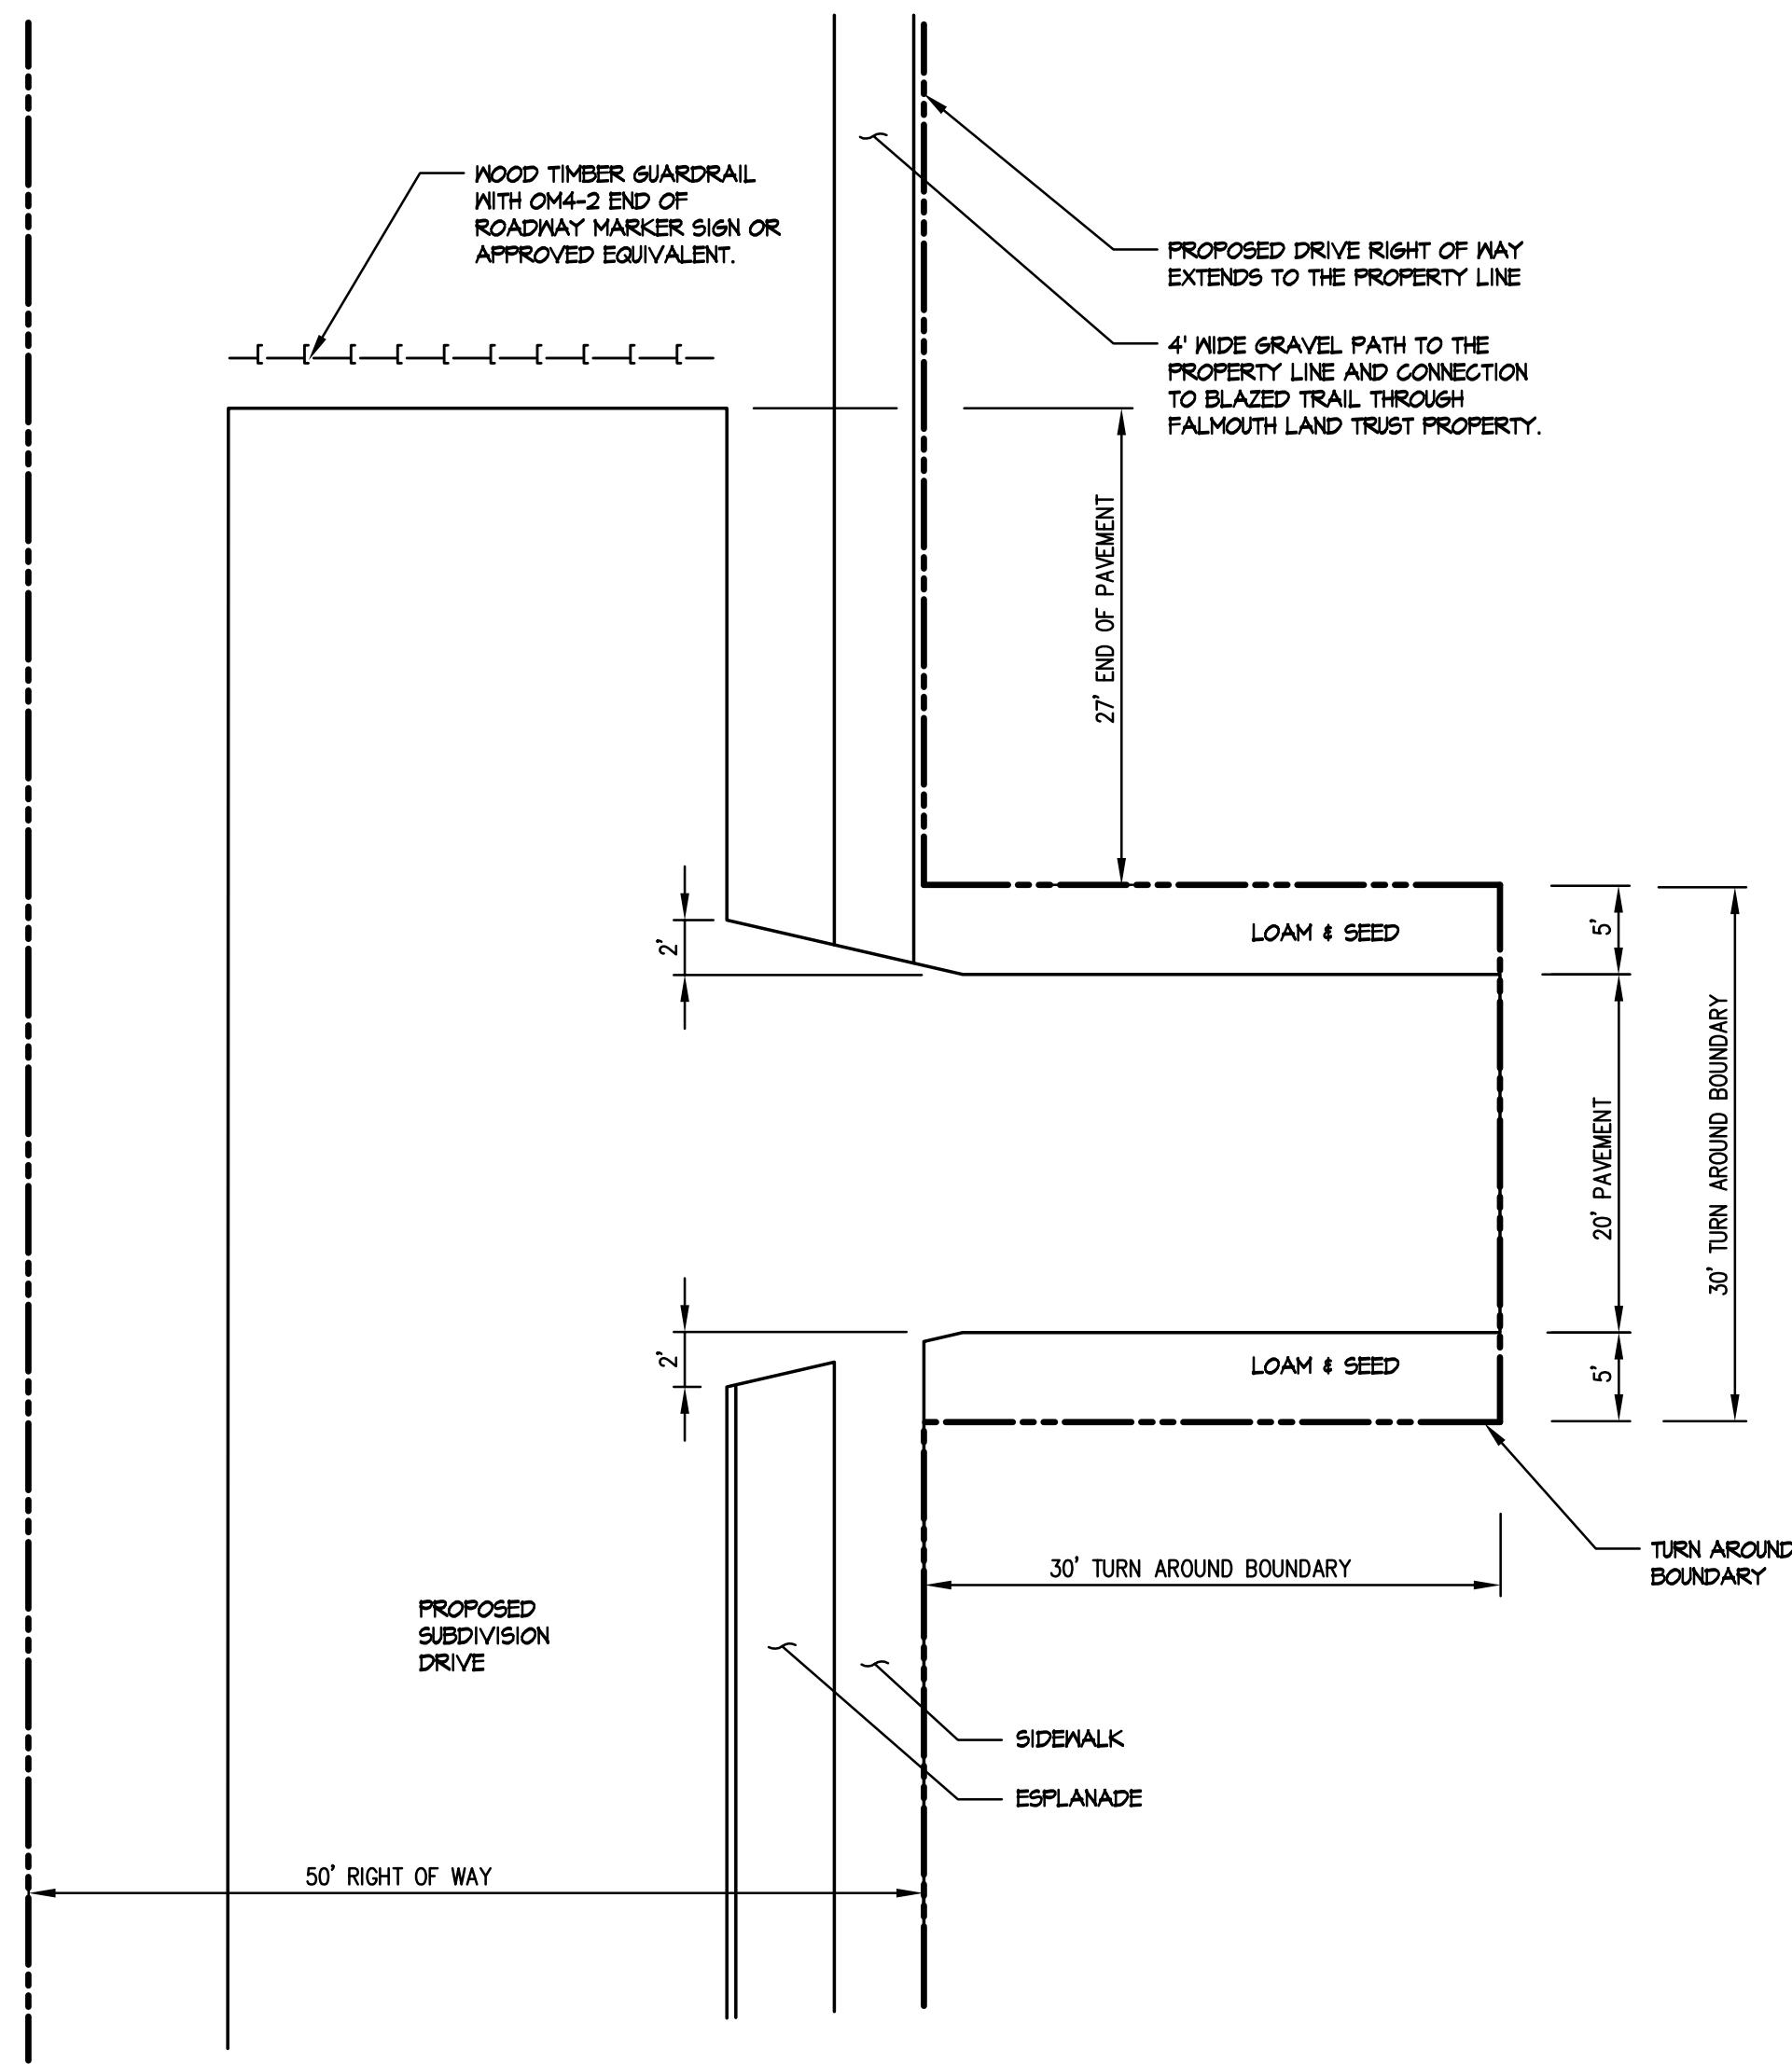 WOOD TIMBER GUARDRAIL
WITH OM4-2 END OF
ROADWAY MARKER SIGN OR
APPROVED EQUIVALENT.
PROPOSED DRIVE RIGHT OF WAY
EXTENDS TO THE PROPERTY LINE
4' WIDE GRAVEL PATH TO THE
PROPERTY LINE AND CONNECTION
TO BLAZED TRAIL THROUGH
FALMOUTH LAND TRUST PROPERTY.
27' END OF PAVEMENT
2'
LOAM & SEED
5'
20' PAVEMENT
30' TURN AROUND BOUNDARY
2'
LOAM & SEED
5'
30' TURN AROUND BOUNDARY
TURN AROUND
BOUNDARY
PROPOSED
SUBDIVISION
DRIVE
SIDEWALK
ESPLANADE
50' RIGHT OF WAY